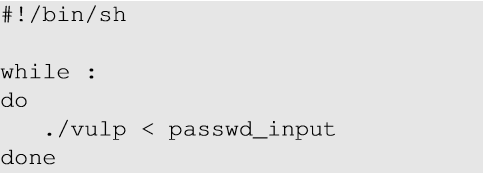 #!/bin/sh

while :
do
   ./vulp < passwd_input
done